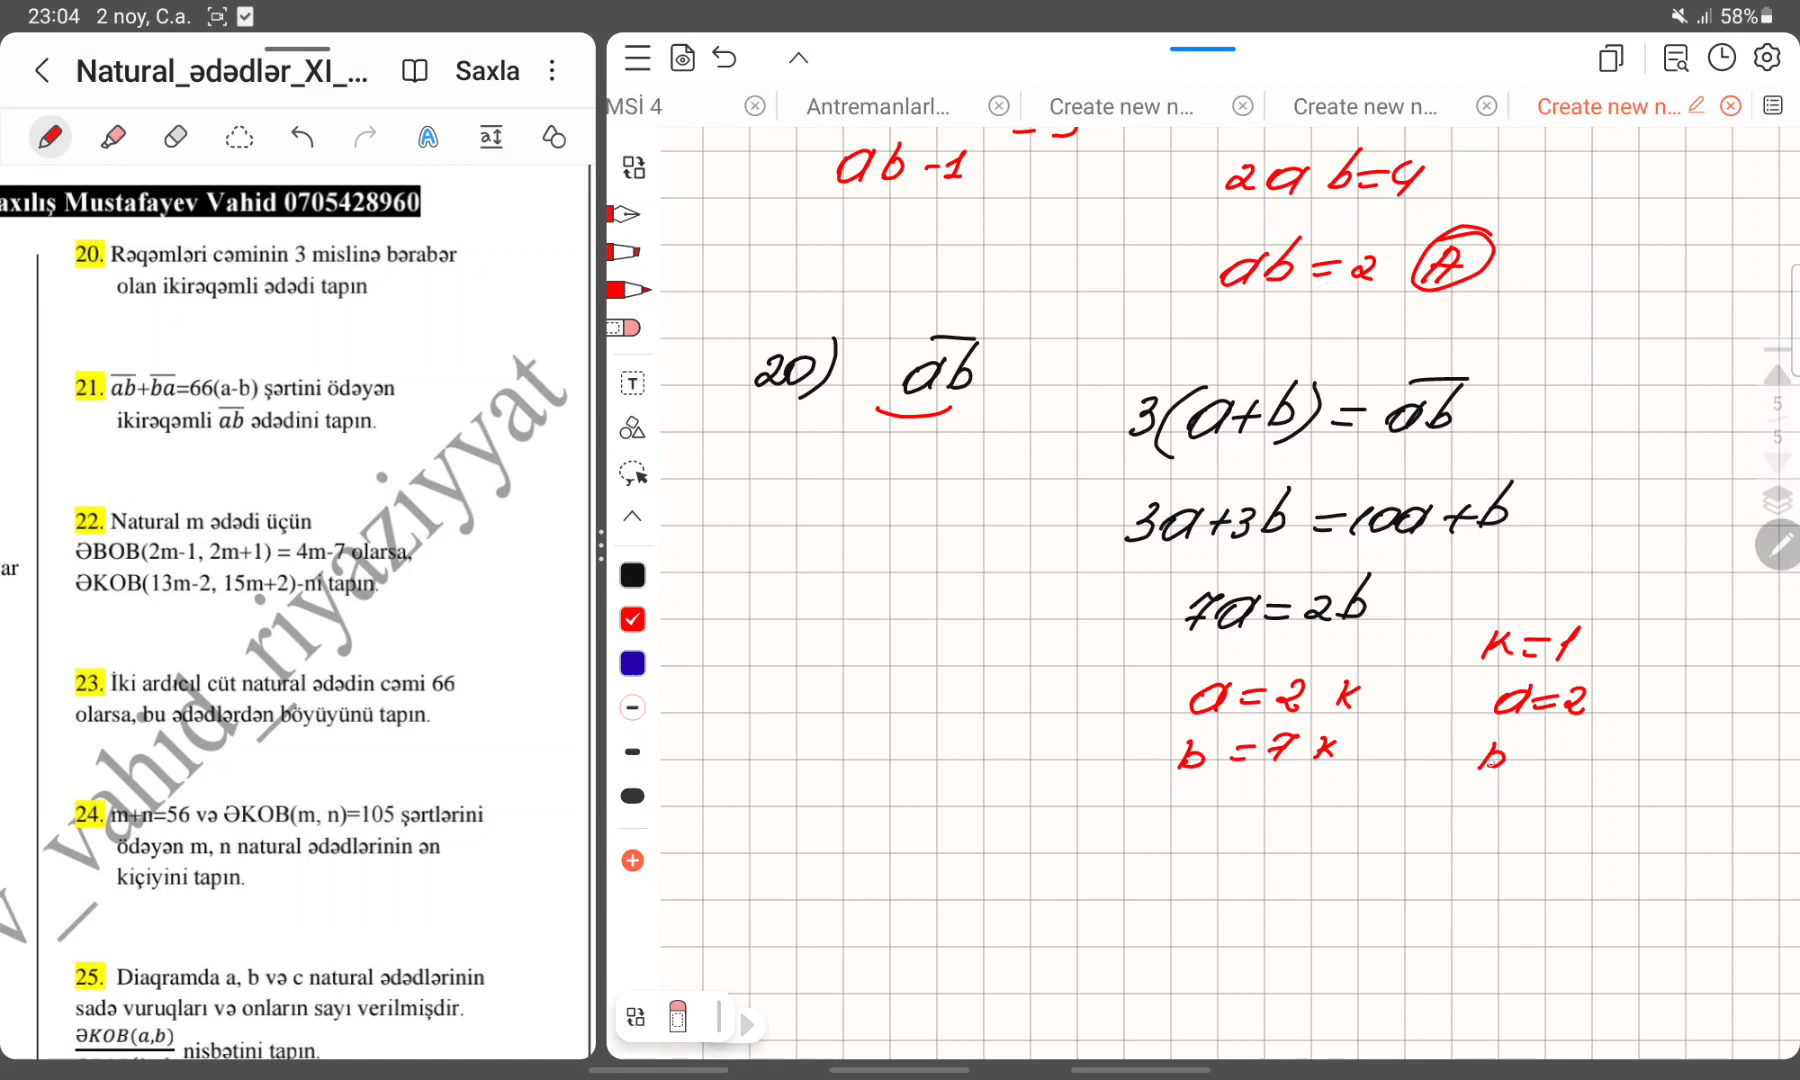 23:04 2 noy, C.a.
58%
Natural_ədədlər_XI_...
Saxla
axılış Mustafayev Vahid 0705428960
20. Rəqəmləri cəminin 3 mislinə bərabər
olan ikirəqəmli ədədi tapın
21. ab+ba=66(a-b) şərtini ödəyən
ikirəqəmli ab ədədini tapın.
22. Natural m ədədi üçün
ƏBOB(2m-1, 2m+1) = 4m-7 olarsa,
ƏKOB(13m-2, 15m+2)-ni tapın.
ar
23. İki ardıcıl cüt natural ədədin cəmi 66
olarsa, bu ədədlərdən böyüyünü tapın.
24. m+n=56 və ƏKOB(m, n)=105 şərtlərini
ödəyən m, n natural ədədlərinin ən
kiçiyini tapın.
25. Diaqramda a, b və c natural ədədlərinin
sadə vuruqları və onların sayı verilmişdir.
ƏKOB(a,b)
nisbətini tapın.
v_vahid_riyaziyyat
MSİ 4
Antremanlarl...
Create new n...
Create new n...
Create new n...
ab-1
2ab=4
ab=2 A
20) ab
3(a+b)=ab
3a+3b=10a+b
7a=2b
a=2k
b=7k
k=1
a=2
b
5
5